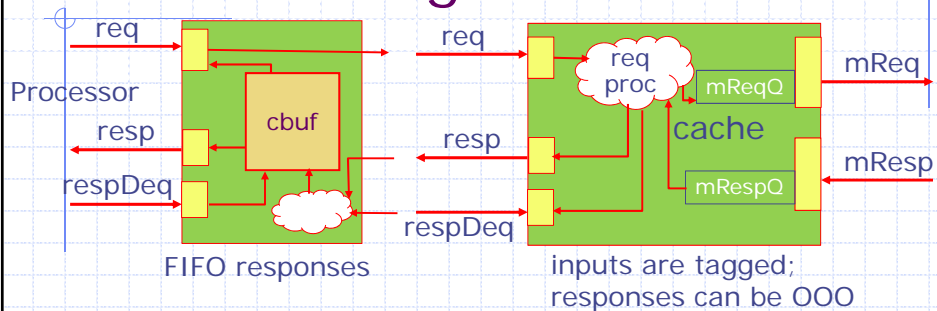 req
Processor
cbuf
resp
respDeq
FIFO responses
req
req
proc
mReqQ
mReq
cache
resp
mResp
mRespQ
respDeq
inputs are tagged;
responses can be OOO